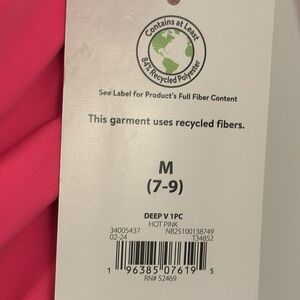 Contains at Least
84% Recycled Polyester
See Label for Product's Full Fiber Content
This garment uses recycled fibers.
M
(7-9)
DEEP V 1PC
HOT PINK
34005437 NB25100138749
02-24 T34852
1 96385 07619 5
RN# 52469